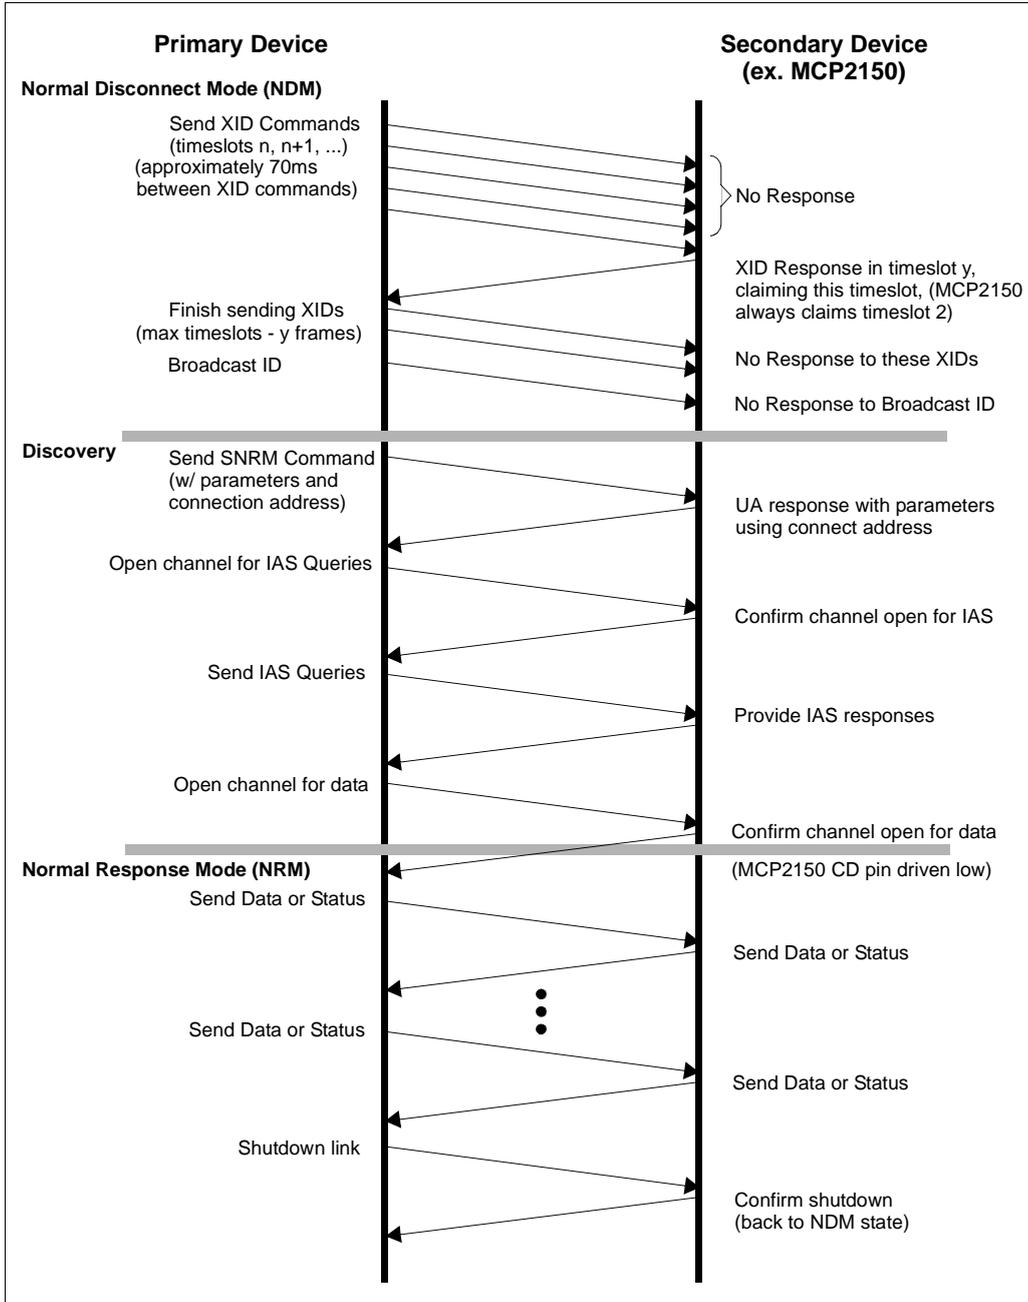 Primary Device
Secondary Device
(ex. MCP2150)
Normal Disconnect Mode (NDM)
Send XID Commands
(timeslots n, n+1, ...)
(approximately 70ms
between XID commands)
No Response
XID Response in timeslot y,
claiming this timeslot, (MCP2150
always claims timeslot 2)
Finish sending XIDs
(max timeslots - y frames)
No Response to these XIDs
Broadcast ID
No Response to Broadcast ID
Discovery
Send SNRM Command
(w/ parameters and
connection address)
UA response with parameters
using connect address
Open channel for IAS Queries
Confirm channel open for IAS
Send IAS Queries
Provide IAS responses
Open channel for data
Confirm channel open for data
Normal Response Mode (NRM)
(MCP2150 CD pin driven low)
Send Data or Status
Send Data or Status
Send Data or Status
Send Data or Status
Shutdown link
Confirm shutdown
(back to NDM state)